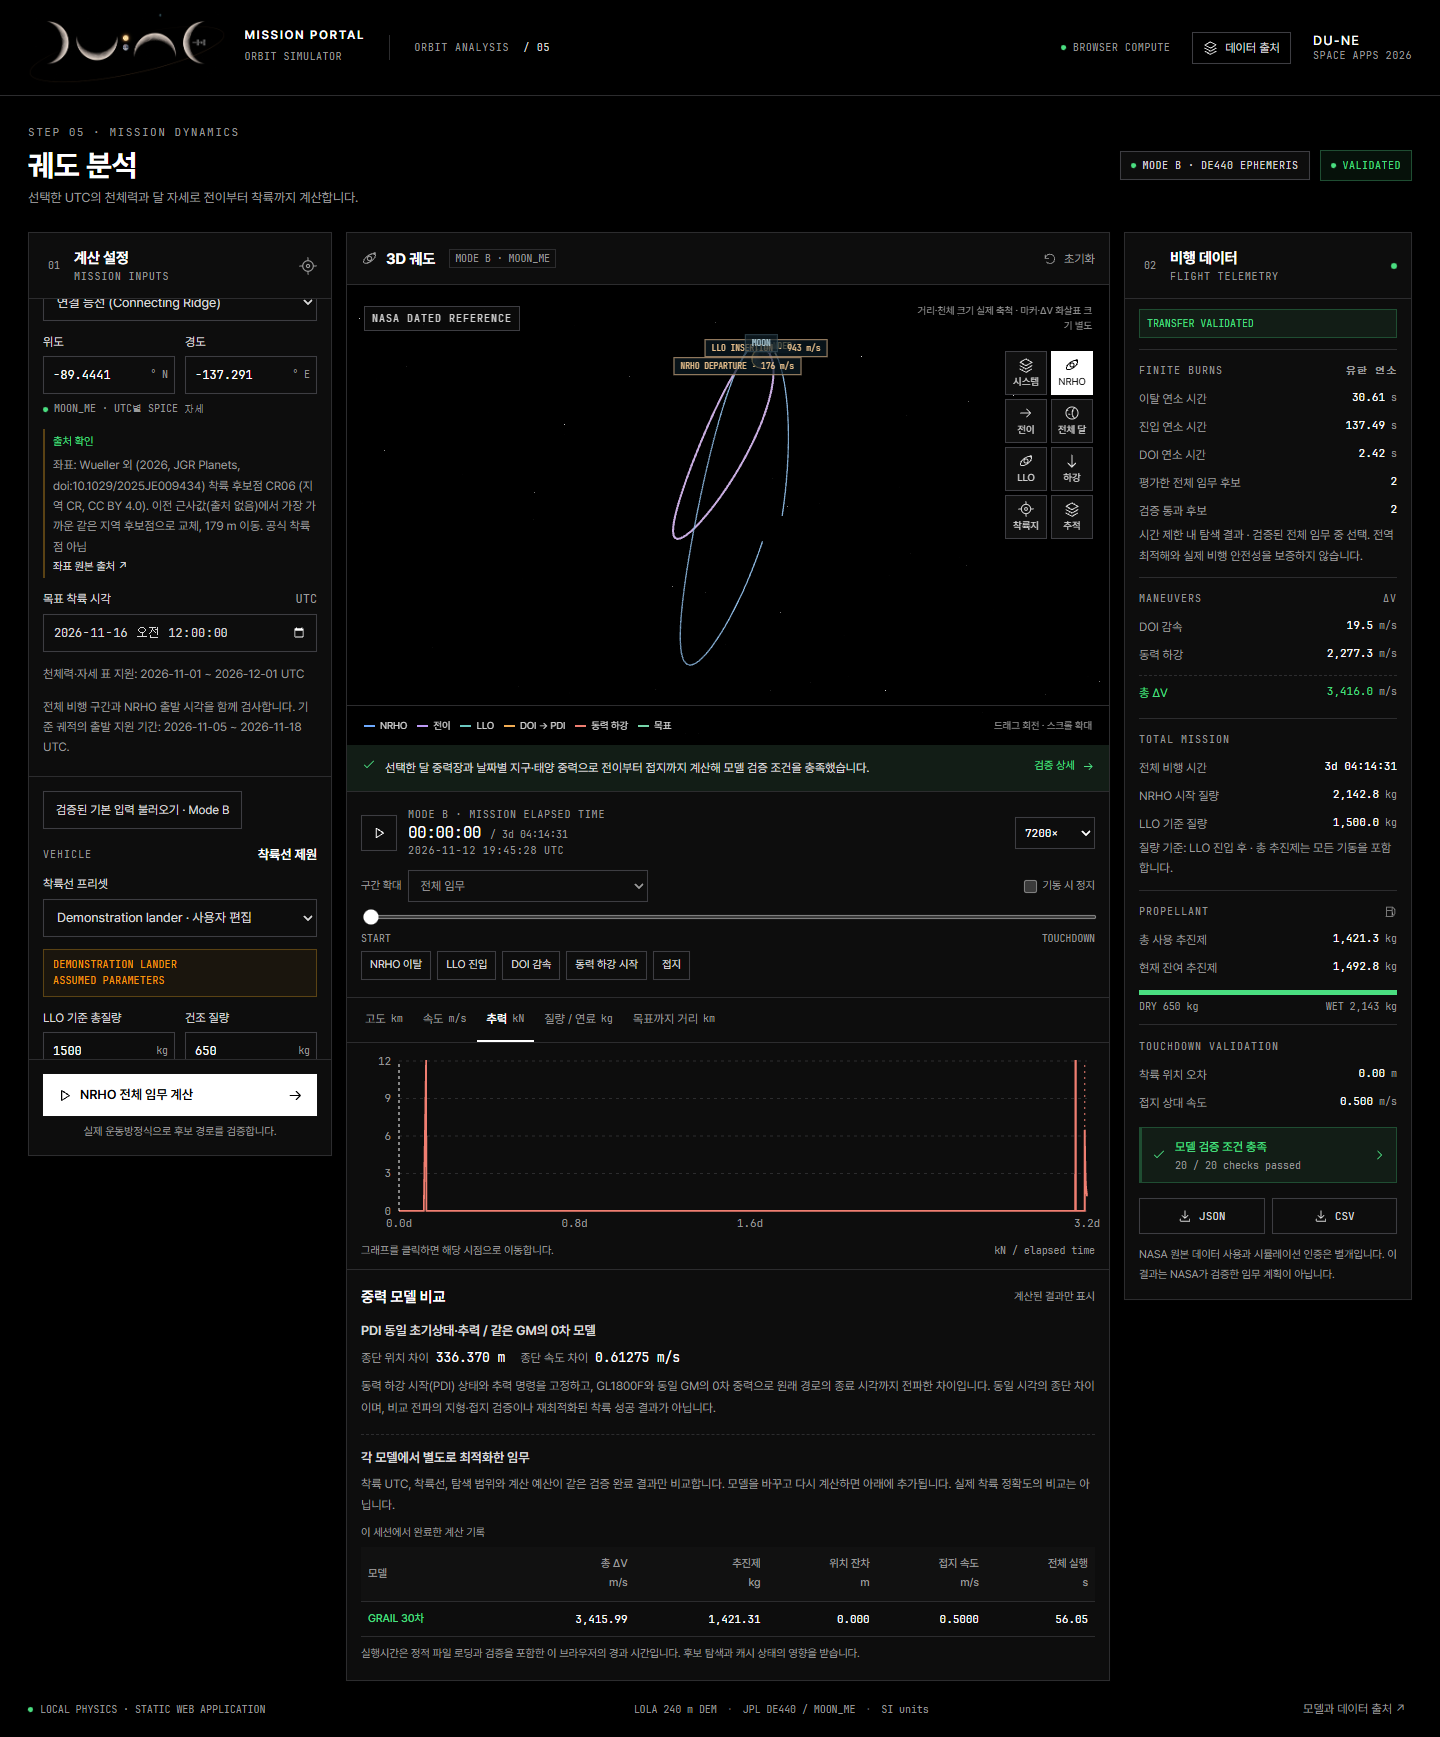 DU:NE
MISSION PORTAL
ORBIT SIMULATOR
ORBIT ANALYSIS / 05
BROWSER COMPUTE
데이터 출처
DU-NE
SPACE APPS 2026
STEP 05 · MISSION DYNAMICS
궤도 분석
선택한 UTC의 천체력과 달 자세로 전이부터 착륙까지 계산합니다.
MODE B · DE440 EPHEMERIS
VALIDATED
01 계산 설정
MISSION INPUTS
연결 능선 (Connecting Ridge)
위도 경도
-89.4441 ° N
-137.291 ° E
MOON_ME · UTC별 SPICE 자세
출처 확인
좌표: Wueller 외 (2026, JGR Planets,
doi:10.1029/2025JE009434) 착륙 후보점 CR06 (지
역 CR, CC BY 4.0). 이전 근사값(출처 없음)에서 가장 가
까운 같은 지역 후보점으로 교체, 179 m 이동. 공식 착륙
점 아님
좌표 원본 출처 ↗
목표 착륙 시각 UTC
2026-11-16 오전 12:00:00
천체력·자세 표 지원: 2026-11-01 ~ 2026-12-01 UTC
전체 비행 구간과 NRHO 출발 시각을 함께 검사합니다. 기
준 궤적의 출발 지원 기간: 2026-11-05 ~ 2026-11-18
UTC.
검증된 기본 입력 불러오기 · Mode B
VEHICLE 착륙선 제원
착륙선 프리셋
Demonstration lander · 사용자 편집
DEMONSTRATION LANDER
ASSUMED PARAMETERS
LLO 기준 총질량 건조 질량
1500 kg
650 kg
NRHO 전체 임무 계산 →
실제 운동방정식으로 후보 경로를 검증합니다.
3D 궤도
MODE B · MOON_ME
초기화
NASA DATED REFERENCE
거리·천체 크기 실제 축척 · 마커·ΔV 화살표 크
기 별도
MOON
LLO INSERTION · 943 m/s
NRHO DEPARTURE · 176 m/s
시스템 NRHO
전이 전체 달
LLO 하강
착륙지 추적
NRHO 전이 LLO DOI → PDI 동력 하강 목표
드래그 회전 · 스크롤 확대
선택한 달 중력장과 날짜별 지구·태양 중력으로 전이부터 접지까지 계산해 모델 검증 조건을 충족했습니다.
검증 상세 →
MODE B · MISSION ELAPSED TIME
00:00:00 / 3d 04:14:31
2026-11-12 19:45:28 UTC
7200×
구간 확대 전체 임무
기동 시 정지
START TOUCHDOWN
NRHO 이탈 LLO 진입 DOI 감속 동력 하강 시작 접지
고도 km 속도 m/s 추력 kN 질량 / 연료 kg 목표까지 거리 km
12
9
6
3
0
0.0d 0.8d 1.6d 3.2d
그래프를 클릭하면 해당 시점으로 이동합니다.
kN / elapsed time
중력 모델 비교
계산된 결과만 표시
PDI 동일 초기상태·추력 / 같은 GM의 0차 모델
종단 위치 차이 336.370 m 종단 속도 차이 0.61275 m/s
동력 하강 시작(PDI) 상태와 추력 명령을 고정하고, GL1800F와 동일 GM의 0차 중력으로 원래 경로의 종료 시각까지 전파한 차이입니다. 동일 시각의 종단 차이
이며, 비교 전파의 지형·접지 검증이나 재최적화된 착륙 성공 결과가 아닙니다.
각 모델에서 별도로 최적화한 임무
착륙 UTC, 착륙선, 탐색 범위와 계산 예산이 같은 검증 완료 결과만 비교합니다. 모델을 바꾸고 다시 계산하면 아래에 추가됩니다. 실제 착륙 정확도의 비교는 아
닙니다.
이 세션에서 완료한 계산 기록
모델 총 ΔV m/s 추진제 kg 위치 잔차 m 접지 속도 m/s 전체 실행 s
GRAIL 30차 3,415.99 1,421.31 0.000 0.5000 56.05
실행시간은 정적 파일 로딩과 검증을 포함한 이 브라우저의 경과 시간입니다. 후보 탐색과 캐시 상태의 영향을 받습니다.
02 비행 데이터
FLIGHT TELEMETRY
TRANSFER VALIDATED
FINITE BURNS 유한 연소
이탈 연소 시간 30.61 s
진입 연소 시간 137.49 s
DOI 연소 시간 2.42 s
평가한 전체 임무 후보 2
검증 통과 후보 2
시간 제한 내 탐색 결과 · 검증된 전체 임무 중 선택. 전역
최적해와 실제 비행 안전성을 보증하지 않습니다.
MANEUVERS ΔV
DOI 감속 19.5 m/s
동력 하강 2,277.3 m/s
총 ΔV 3,416.0 m/s
TOTAL MISSION
전체 비행 시간 3d 04:14:31
NRHO 시작 질량 2,142.8 kg
LLO 기준 질량 1,500.0 kg
질량 기준: LLO 진입 후 · 총 추진제는 모든 기동을 포함
합니다.
PROPELLANT
총 사용 추진제 1,421.3 kg
현재 잔여 추진제 1,492.8 kg
DRY 650 kg WET 2,143 kg
TOUCHDOWN VALIDATION
착륙 위치 오차 0.00 m
접지 상대 속도 0.500 m/s
모델 검증 조건 충족
20 / 20 checks passed
JSON CSV
NASA 원본 데이터 사용과 시뮬레이션 인증은 별개입니다. 이
결과는 NASA가 검증한 임무 계획이 아닙니다.
LOCAL PHYSICS · STATIC WEB APPLICATION
LOLA 240 m DEM · JPL DE440 / MOON_ME · SI units
모델과 데이터 출처 ↗